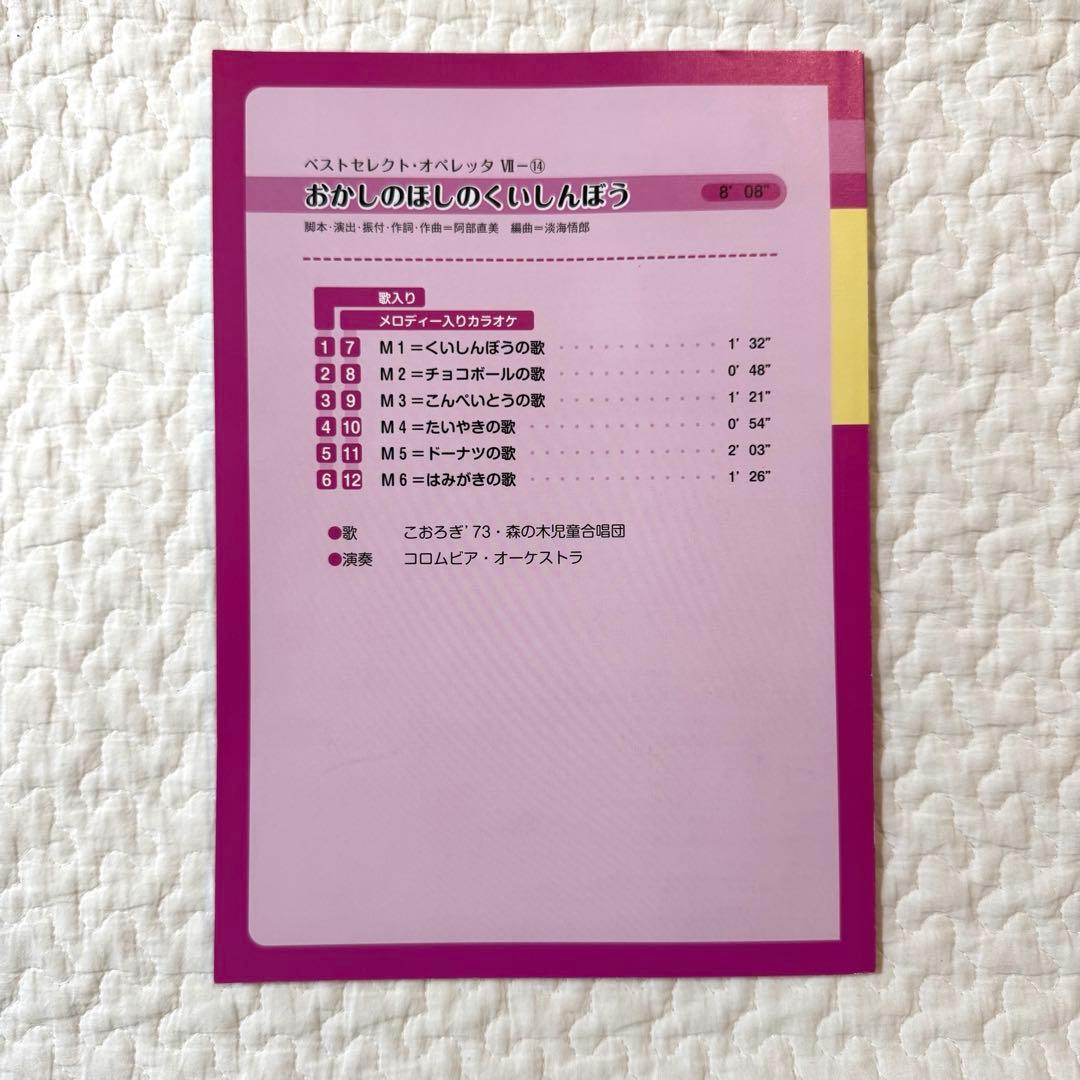 ベストセレクト・オペレッタ Ⅶ－⑭
おかしのほしのくいしんぼう 8’ 08”
脚本・演出・振付・作詞・作曲＝阿部直美 編曲＝淡海悟郎
歌入り
メロディー入りカラオケ
1 7 M1＝くいしんぼうの歌 ・・・・・・・・・・・・ 1’ 32”
2 8 M2＝チョコボールの歌 ・・・・・・・・・・・・ 0’ 48”
3 9 M3＝こんぺいとうの歌 ・・・・・・・・・・・・ 1’ 21”
4 10 M4＝たいやきの歌 ・・・・・・・・・・・・・・ 0’ 54”
5 11 M5＝ドーナツの歌 ・・・・・・・・・・・・・・ 2’ 03”
6 12 M6＝はみがきの歌 ・・・・・・・・・・・・・・ 1’ 26”
●歌 こおろぎ’73・森の木児童合唱団
●演奏 コロムビア・オーケストラ